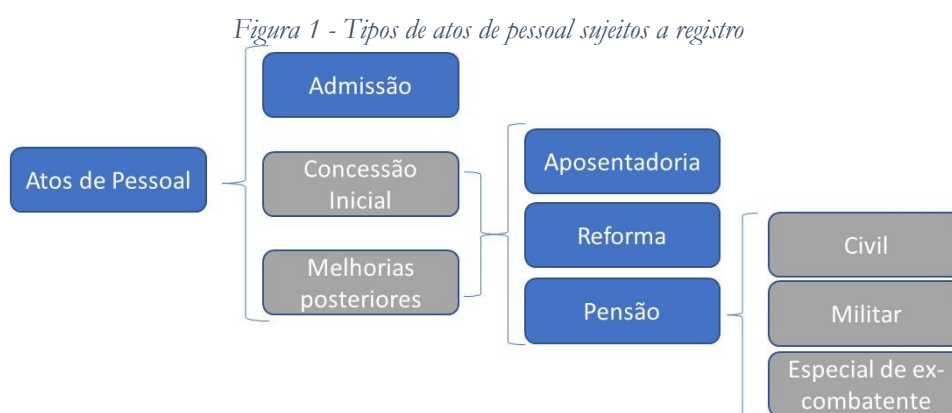 Figura 1 - Tipos de atos de pessoal sujeitos a registro
Atos de Pessoal
Admissão
Concessão
Inicial
Melhorias
posteriores
Aposentadoria
Reforma
Pensão
Civil
Militar
Especial de ex-
combatente